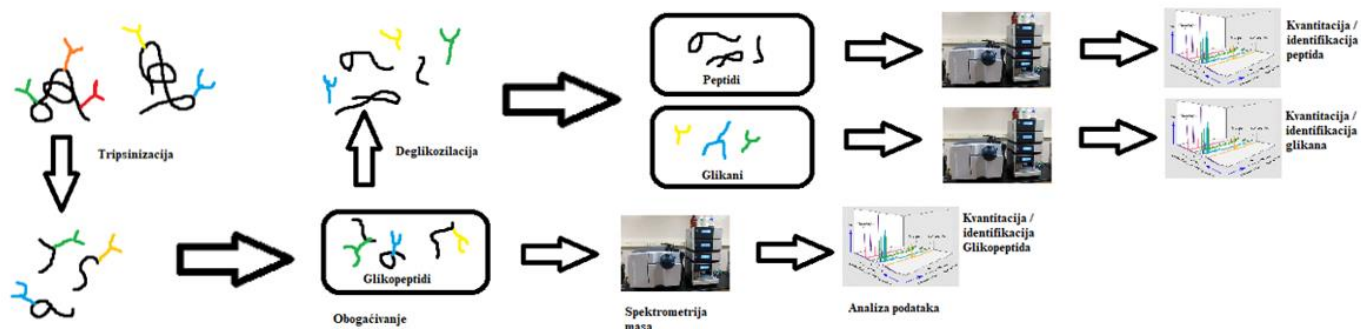 Tripsinizacija
Deglikozilacija
Peptidi
Glikani
Kvantitacija /
identifikacija
peptida
Kvantitacija /
identifikacija
glikana
Glikopeptidi
Obogaćivanje
Spektrometrija
masa
Analiza podataka
Kvantitacija /
identifikacija
Glikopeptida